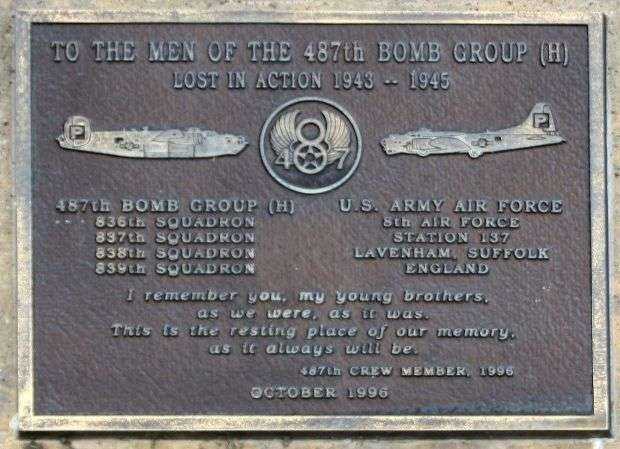 TO THE MEN OF THE 487th BOMB GROUP (H)
LOST IN ACTION 1943 -- 1945
P
8
487
P
487th BOMB GROUP (H)
836th SQUADRON
837th SQUADRON
838th SQUADRON
839th SQUADRON
U.S. ARMY AIR FORCE
8th AIR FORCE
STATION 137
LAVENHAM, SUFFOLK
ENGLAND
I remember you, my young brothers,
as we were, as it was.
This is the resting place of our memory,
as it always will be.
487th CREW MEMBER, 1996
OCTOBER 1996